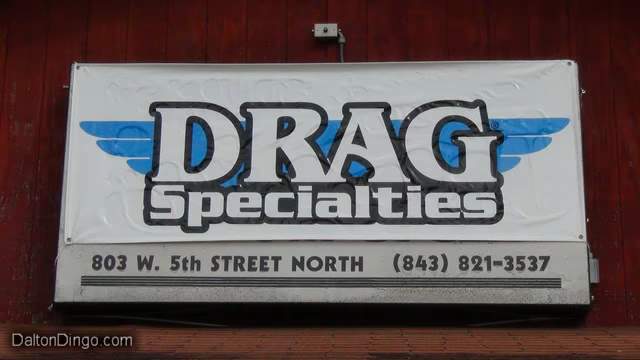 DRAG®
Specialties
803 W. 5th STREET NORTH (843) 821-3537
DaltonDingo.com